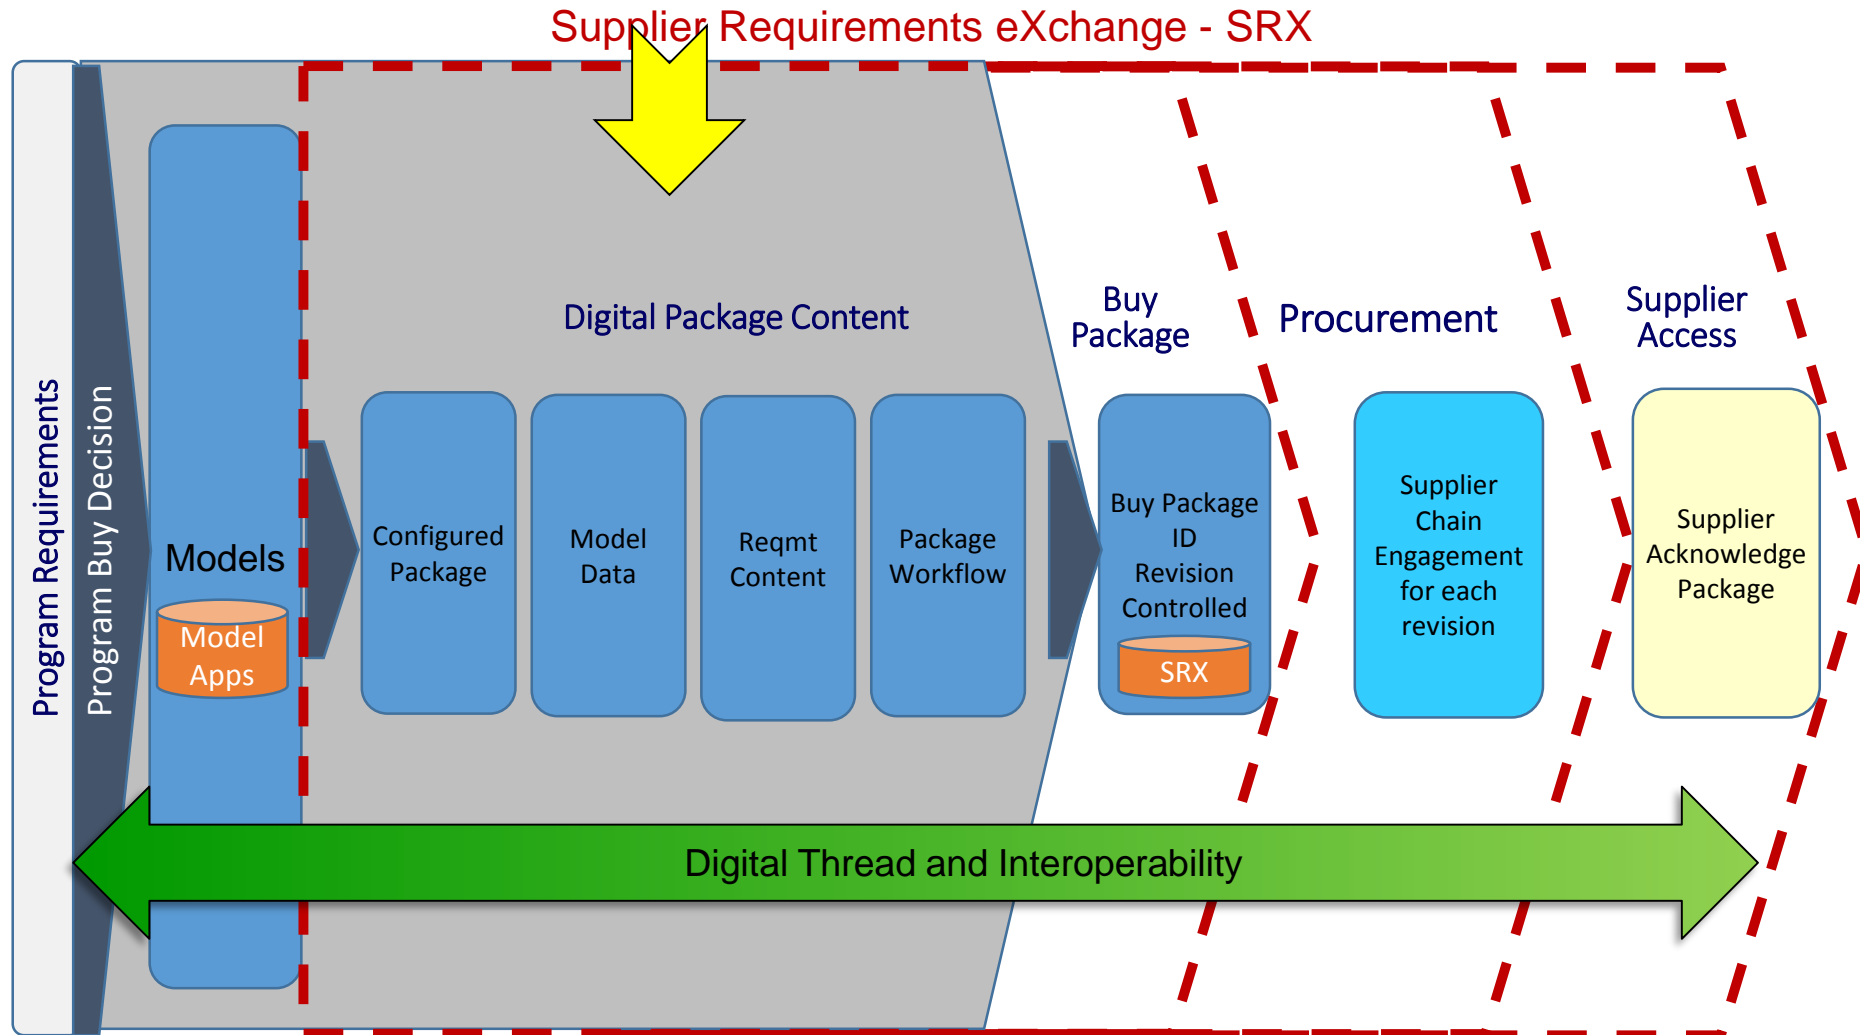 Supplier Requirements eXchange - SRX
Program Requirements
Program Buy Decision
Models
Model
Apps
Digital Package Content
Configured
Package
Model
Data
Reqmt
Content
Package
Workflow
Buy
Package
Buy Package
ID
Revision
Controlled
SRX
Procurement
Supplier
Chain
Engagement
for each
revision
Supplier
Access
Supplier
Acknowledge
Package
Digital Thread and Interoperability